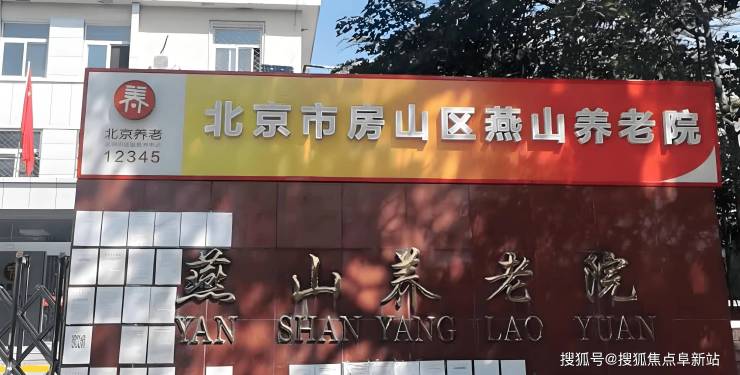 养
北京养老
12345
北京市房山区燕山养老院
燕山养老院
YAN SHAN YANG LAO YUAN
搜狐号@搜狐焦点阜新站